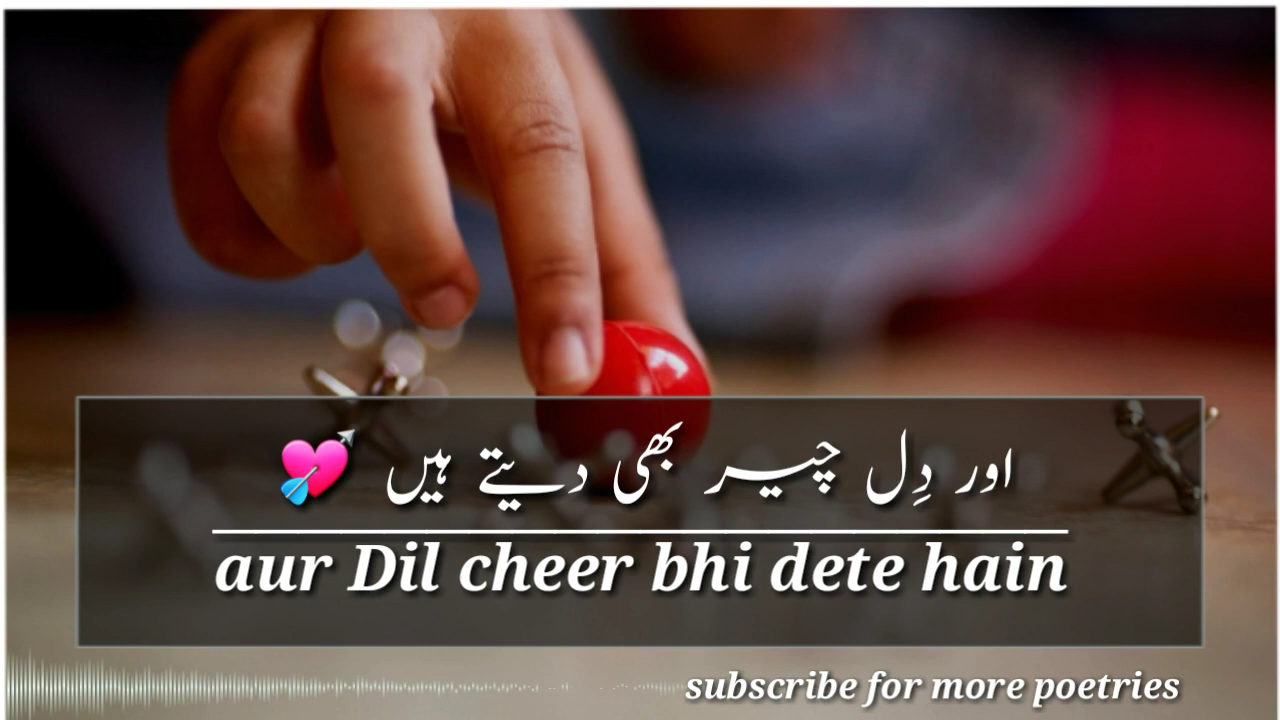 اور دِل چیر بھی دیتے ہیں 💘
aur Dil cheer bhi dete hain
subscribe for more poetries